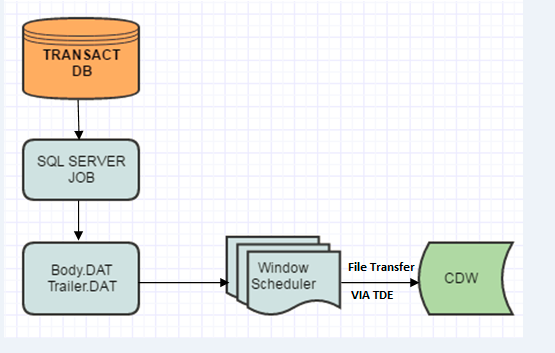 TRANSACT
DB
SQL SERVER
JOB
Body.DAT
Trailer.DAT
Window
Scheduler
File Transfer
VIA TDE
CDW